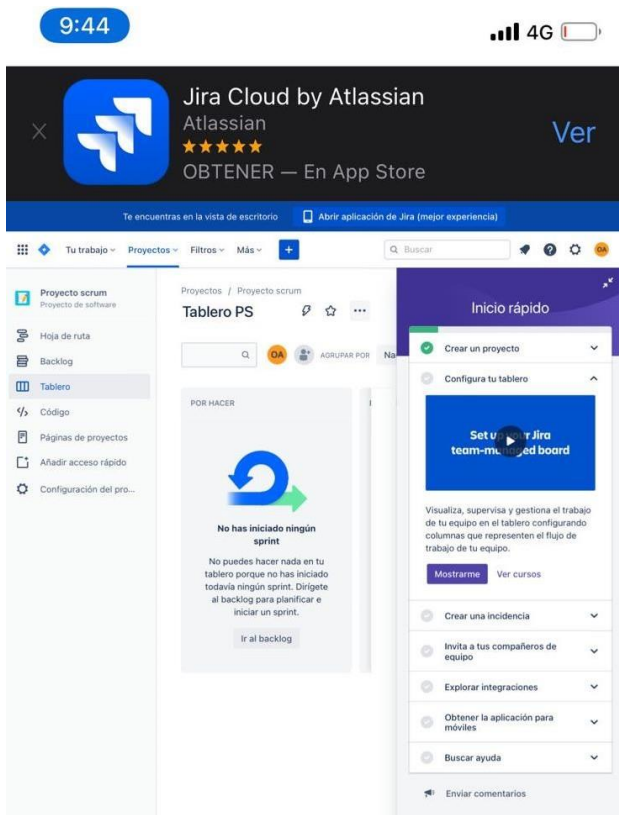 9:44
4G
Jira Cloud by Atlassian
Atlassian
OBTENER — En App Store
Ver
Te encuentras en la vista de escritorio
Abrir aplicación de Jira (mejor experiencia)
Tu trabajo
Proyectos
Filtros
Más
+
Buscar
OA
Proyecto scrum
Proyecto de software
Hoja de ruta
Backlog
Tablero
Código
Páginas de proyectos
Añadir acceso rápido
Configuración del pro...
Proyectos / Proyecto scrum
Tablero PS
OA
AGRUPAR POR
Na
POR HACER
No has iniciado ningún
sprint
No puedes hacer nada en tu
tablero porque no has iniciado
todavía ningún sprint. Dirígete
al backlog para planificar e
iniciar un sprint.
Ir al backlog
Inicio rápido
Crear un proyecto
Configura tu tablero
Set up your Jira
team-managed board
Visualiza, supervisa y gestiona el trabajo
de tu equipo en el tablero configurando
columnas que representen el flujo de
trabajo de tu equipo.
Mostrarme
Ver cursos
Crear una incidencia
Invita a tus compañeros de
equipo
Explorar integraciones
Obtener la aplicación para
móviles
Buscar ayuda
Enviar comentarios